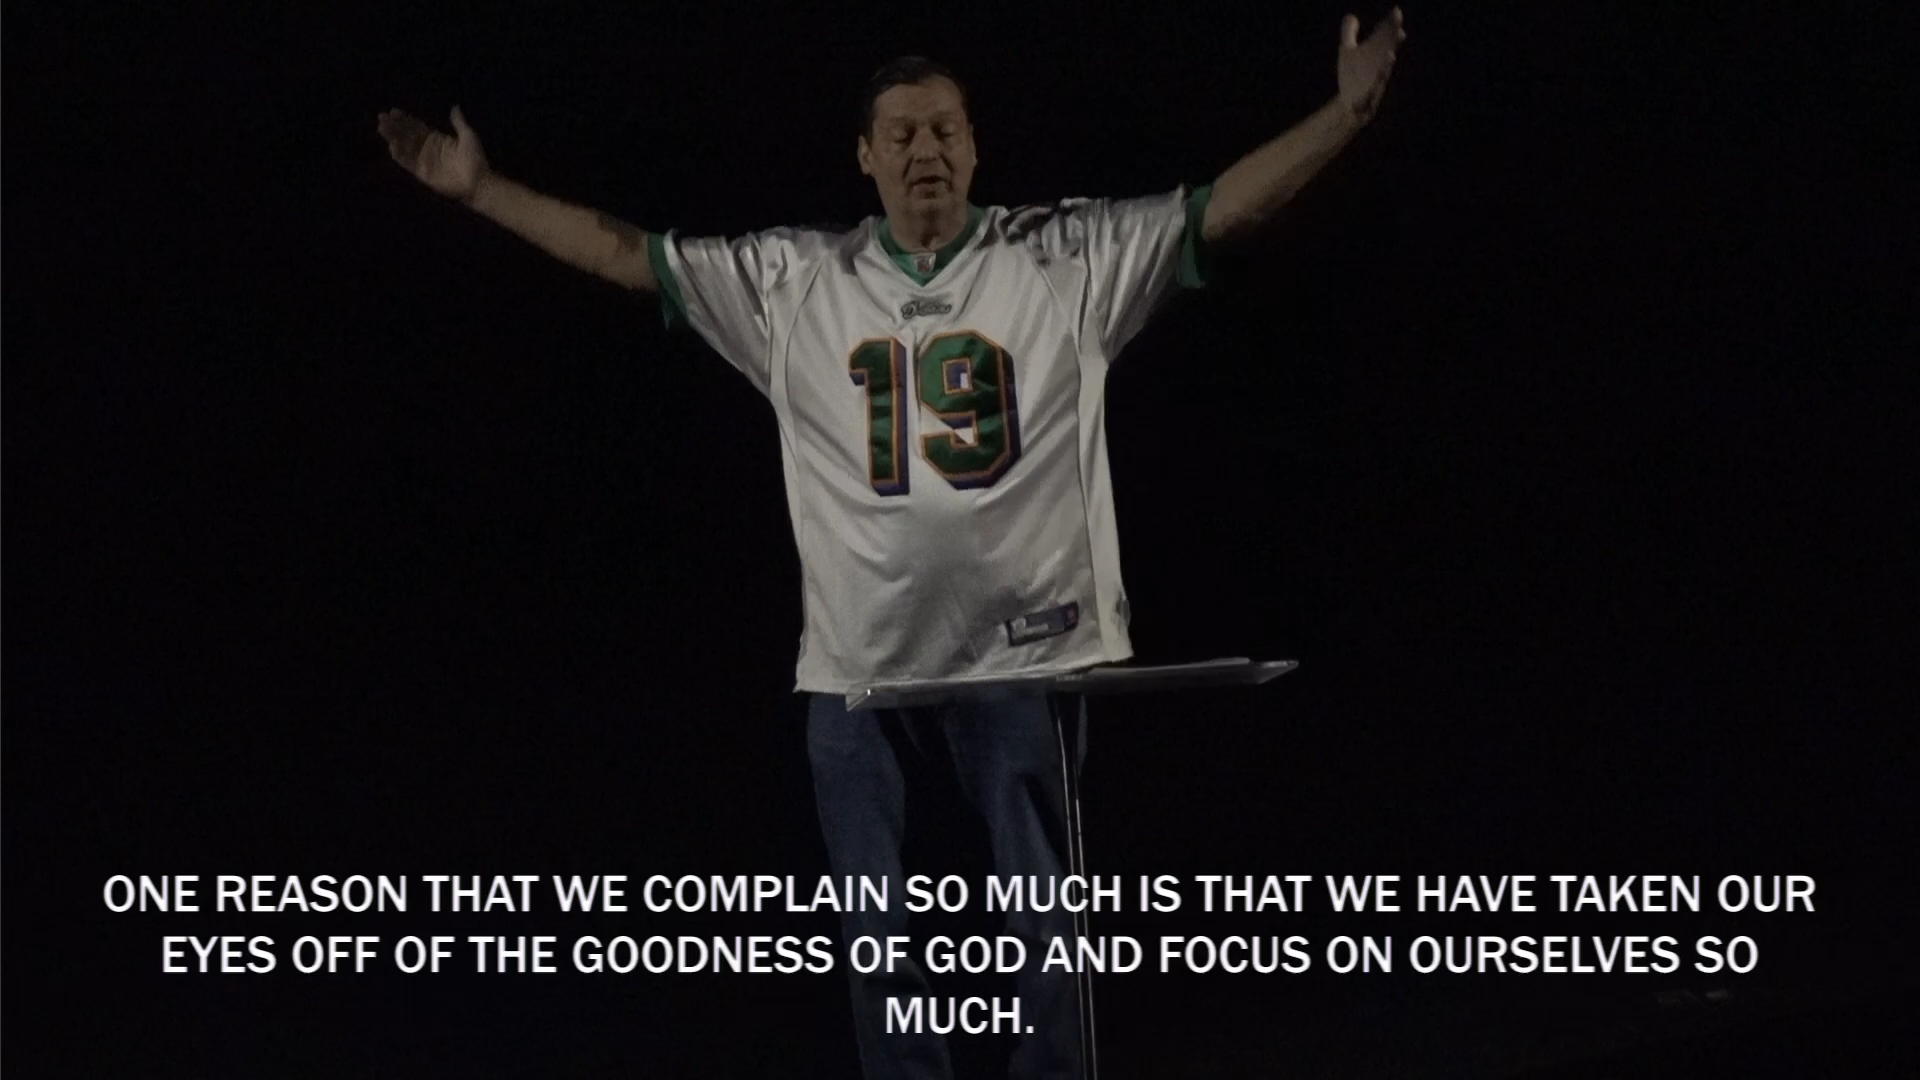 19
ONE REASON THAT WE COMPLAIN SO MUCH IS THAT WE HAVE TAKEN OUR
EYES OFF OF THE GOODNESS OF GOD AND FOCUS ON OURSELVES SO
MUCH.